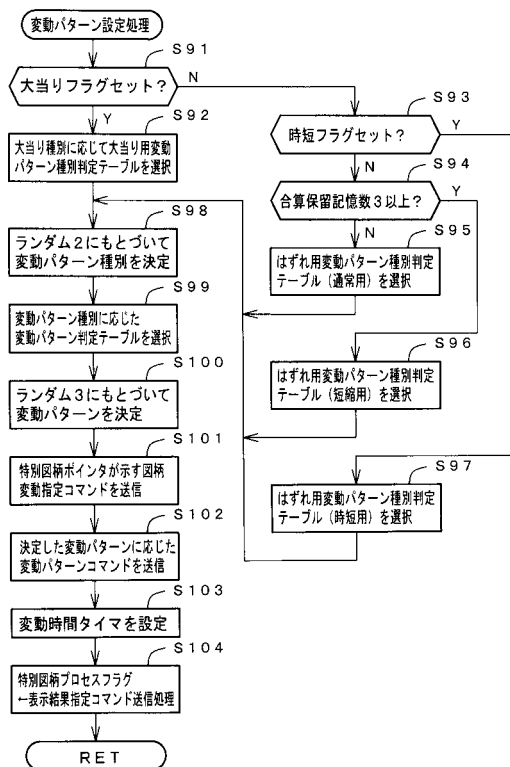 変動パターン設定処理
S91
大当りフラグセット?
N
Y
S92
大当り種別に応じて大当り用変動
パターン種別判定テーブルを選択
S93
時短フラグセット?
Y
N
S94
合算保留記憶数3以上?
Y
N
S95
はずれ用変動パターン種別判定
テーブル(通常用)を選択
S96
はずれ用変動パターン種別判定
テーブル(短縮用)を選択
S97
はずれ用変動パターン種別判定
テーブル(時短用)を選択
S98
ランダム2にもとづいて
変動パターン種別を決定
S99
変動パターン種別に応じた
変動パターン判定テーブルを選択
S100
ランダム3にもとづいて
変動パターンを決定
S101
特別図柄ポインタが示す図柄
変動指定コマンドを送信
S102
決定した変動パターンに応じた
変動パターンコマンドを送信
S103
変動時間タイマを設定
S104
特別図柄プロセスフラグ
←表示結果指定コマンド送信処理
RET